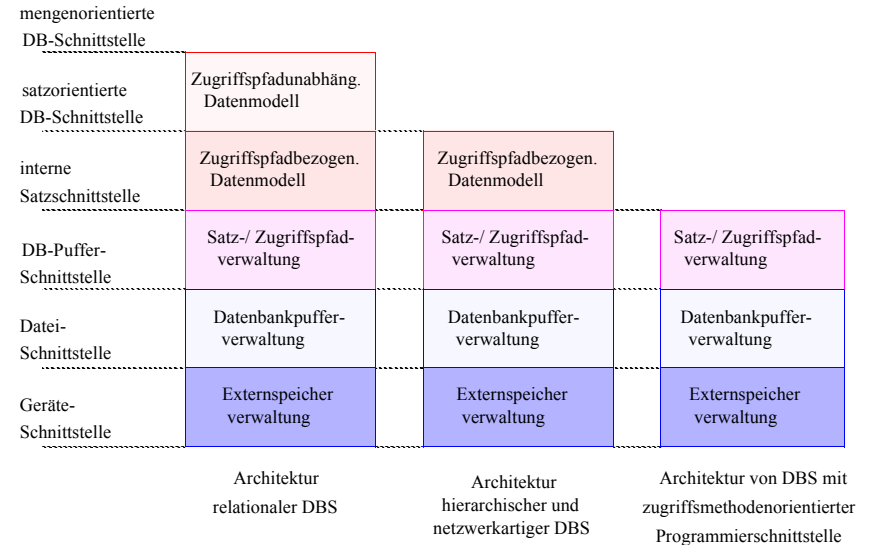 mengenorientierte
DB-Schnittstelle
satzorientierte
DB-Schnittstelle
interne
Satzschnittstelle
DB-Puffer-
Schnittstelle
Datei-
Schnittstelle
Geräte-
Schnittstelle
Zugriffspfadunabhäng.
Datenmodell
Zugriffspfadbezogen.
Datenmodell
Satz-/ Zugriffspfad-
verwaltung
Datenbankpuffer-
verwaltung
Externspeicher
verwaltung
Architektur
relationaler DBS
Zugriffspfadbezogen.
Datenmodell
Satz-/ Zugriffspfad-
verwaltung
Datenbankpuffer-
verwaltung
Externspeicher
verwaltung
Architektur
hierarchischer und
netzwerkartiger DBS
Satz-/ Zugriffspfad-
verwaltung
Datenbankpuffer-
verwaltung
Externspeicher
verwaltung
Architektur von DBS mit
zugriffsmethodenorientierter
Programmierschnittstelle